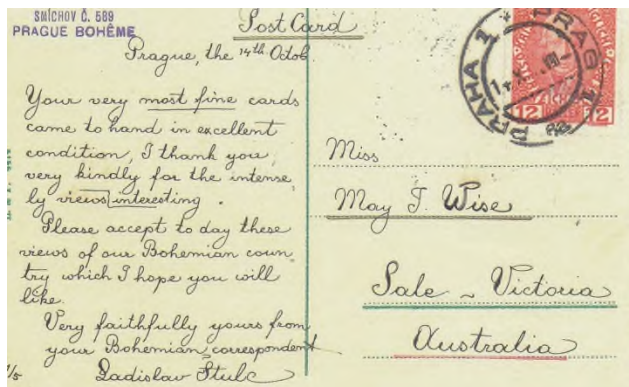 SMÍCHOV Č. 589
PRAGUE BOHÊME
Post Card
Prague, the 14th Octob
Your very most fine cards
came to hand in excellent
condition, I thank you
very kindly for the intense,
ly views interesting.
Please accept to day these
views of our Bohemian coun,
try which I hope you will
like.
Very faithfully yours from
your Bohemian correspondent
Ladislav Štulc
1/5
PRAHA 1 PRAG 1
12 12
Miss
May T. Wise
Sale ~ Victoria
Australia